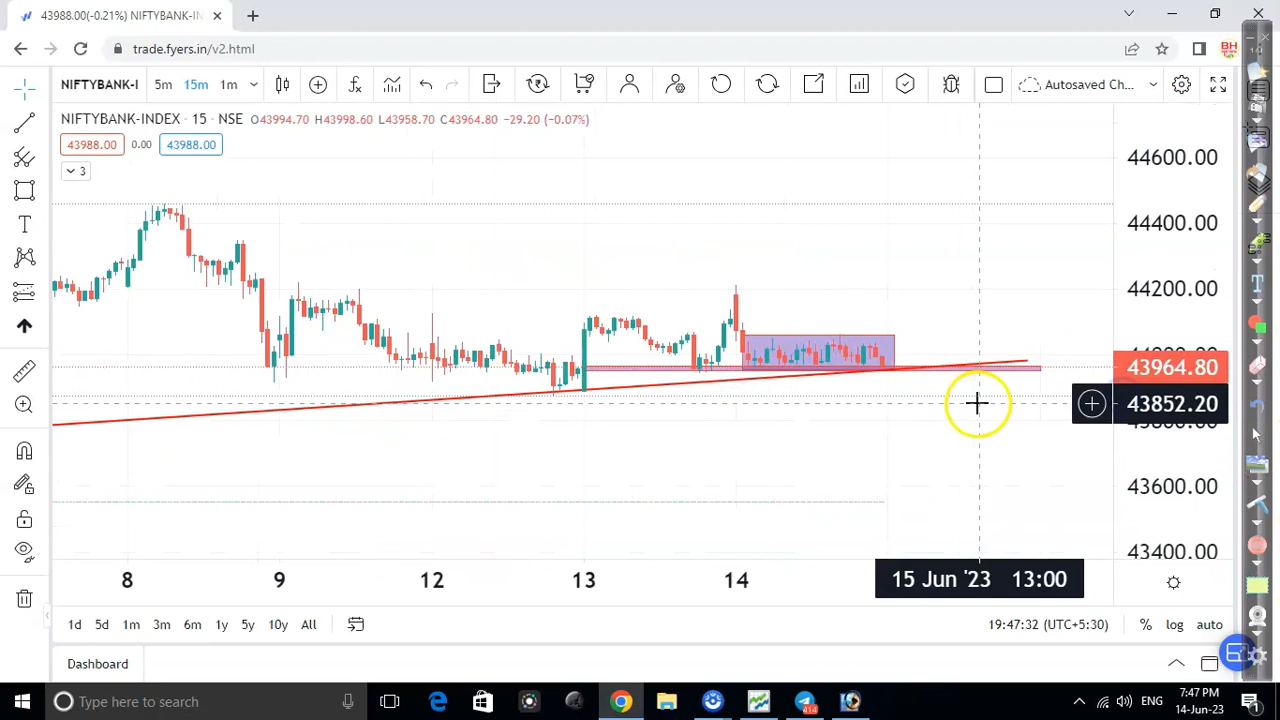 43988.00(-0.21%) NIFTYBANK-IN
trade.fyers.in/v2.html
BH
NIFTYBANK-I 5m 15m 1m Autosaved Ch...
NIFTYBANK-INDEX · 15 · NSE O43994.70 H43998.60 L43958.70 C43964.80 −29.20 (−0.07%)
43988.00 0.00 43988.00
3
44600.00
44400.00
44200.00
43964.80
43852.20
43600.00
43400.00
8 9 12 13 14 15 Jun '23 13:00
1d 5d 1m 3m 6m 1y 5y 10y All 19:47:32 (UTC+5:30) % log auto
Dashboard
Type here to search 414 ENG 7:47 PM
14-Jun-23 1